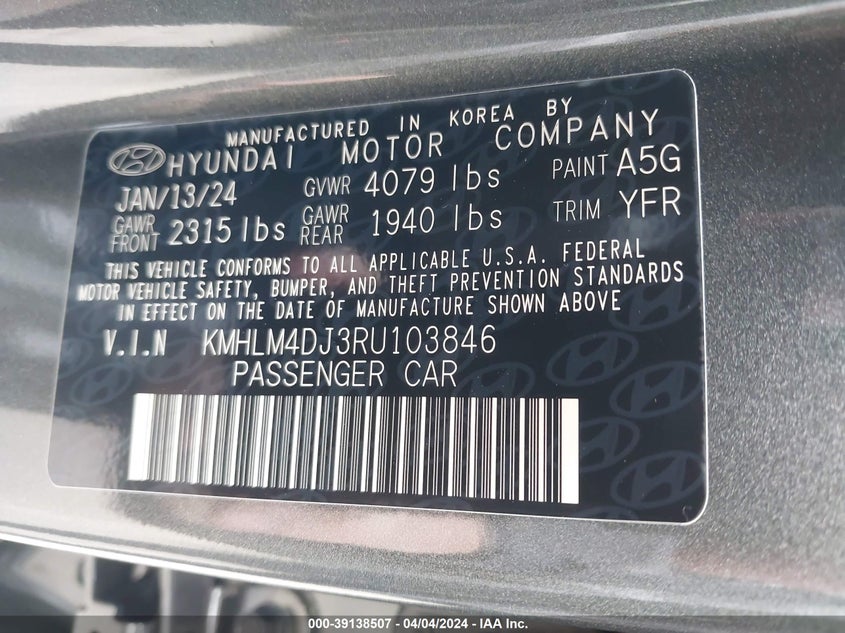 MANUFACTURED IN KOREA BY
HYUNDAI MOTOR COMPANY
JAN/13/24 GVWR 4079 lbs PAINT A5G
GAWR FRONT 2315 lbs GAWR REAR 1940 lbs TRIM YFR
THIS VEHICLE CONFORMS TO ALL APPLICABLE U.S.A. FEDERAL
MOTOR VEHICLE SAFETY, BUMPER, AND THEFT PREVENTION STANDARDS
IN EFFECT ON THE DATE OF MANUFACTURE SHOWN ABOVE
V.I.N KMHLM4DJ3RU103846
PASSENGER CAR
000-39138507 - 04/04/2024 - IAA Inc.